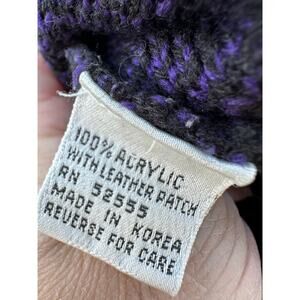 100% ACRYLIC
WITH LEATHER PATCH
RN 52555
MADE IN KOREA
REVERSE FOR CARE